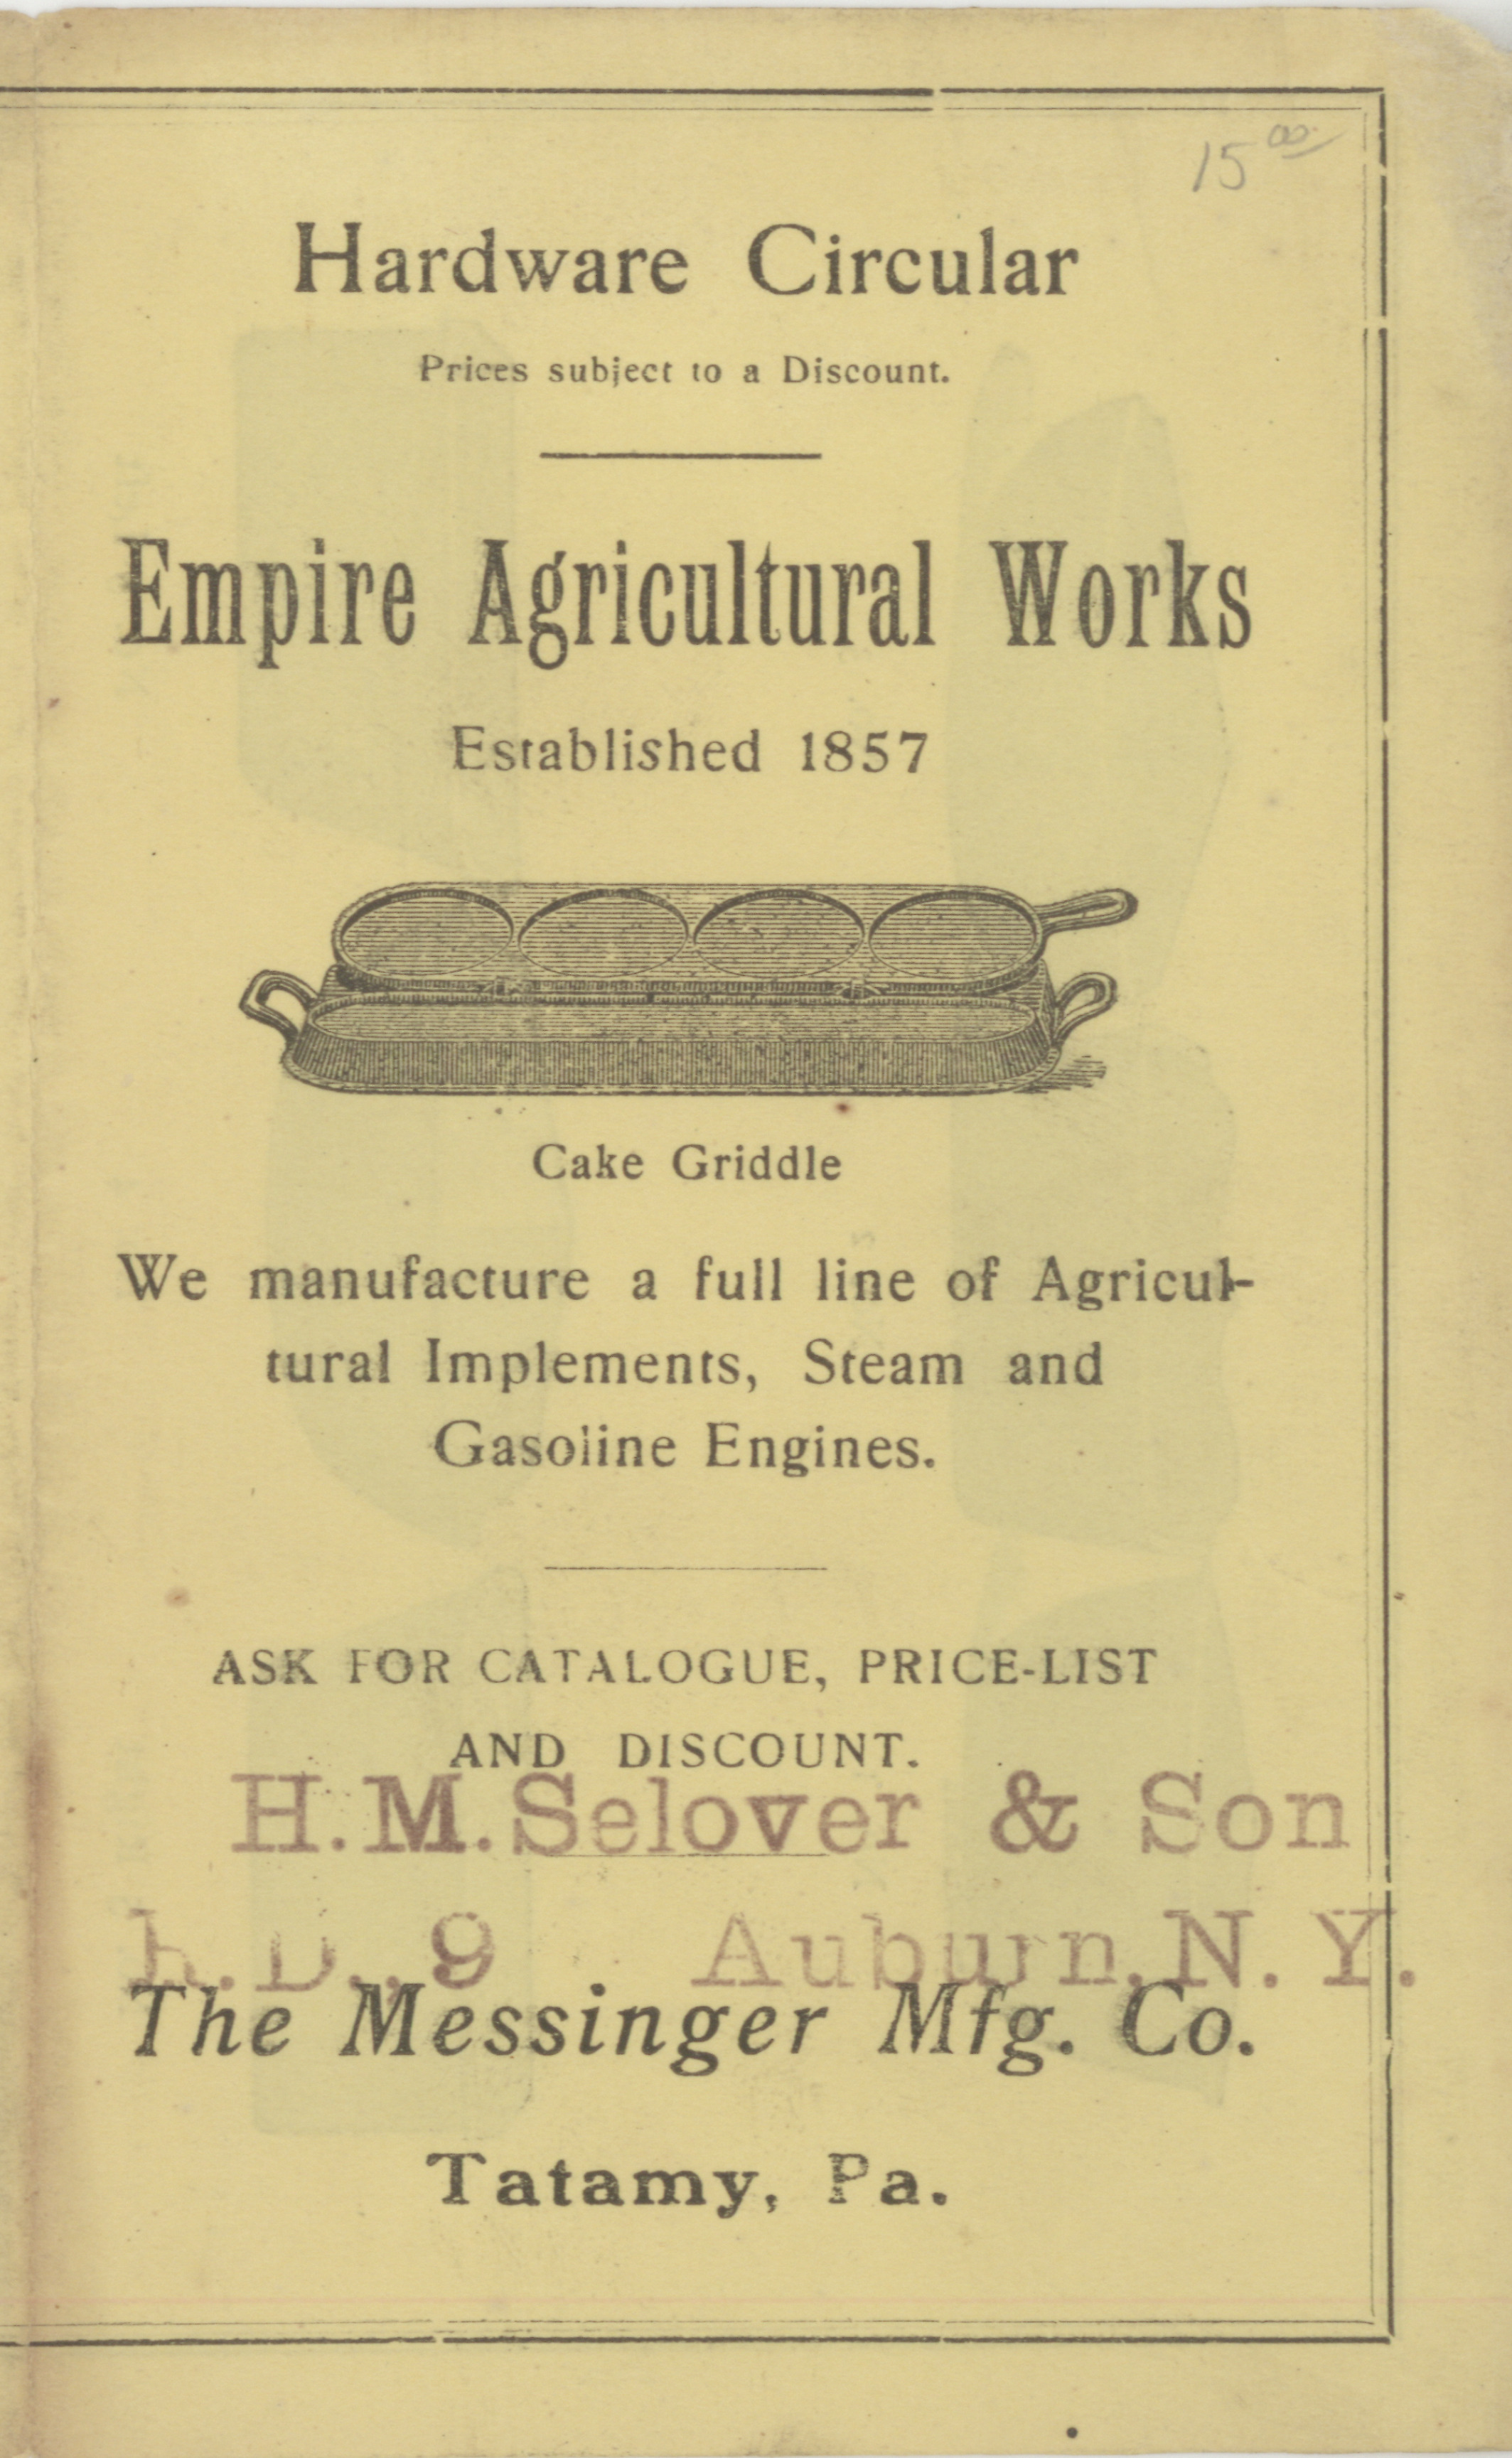 15 00
Hardware Circular
Prices subject to a Discount.
Empire Agricultural Works
Established 1857
Cake Griddle
We manufacture a full line of Agricul-
tural Implements, Steam and
Gasoline Engines.
ASK FOR CATALOGUE, PRICE-LIST
AND DISCOUNT.
H.M.Selover & Son
9 Auburn,N.Y.
The Messinger Mfg. Co.
Tatamy, Pa.